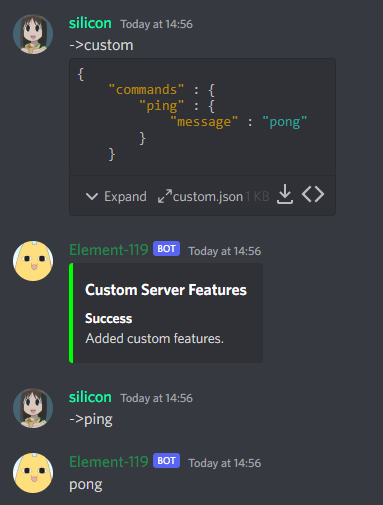 silicon Today at 14:56
->custom
{
    "commands" : {
        "ping" : {
            "message" : "pong"
        }
    }
Expand custom.json 1 KB
Element-119 BOT Today at 14:56
Custom Server Features
Success
Added custom features.
silicon Today at 14:56
->ping
Element-119 BOT Today at 14:56
pong